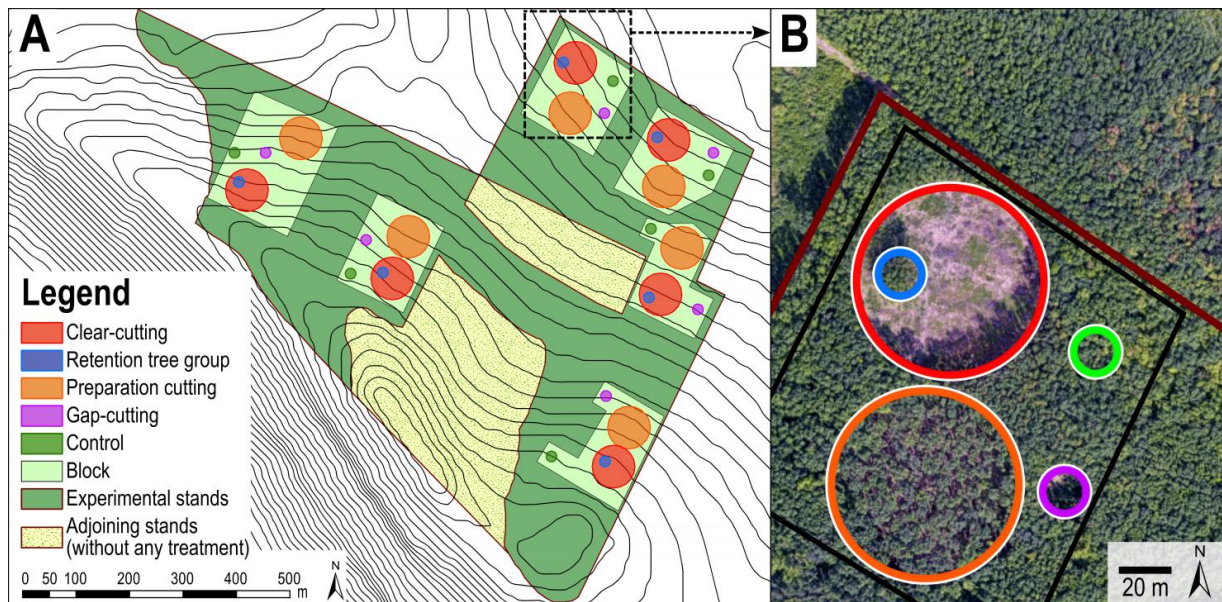 A
B
Legend
Clear-cutting
Retention tree group
Preparation cutting
Gap-cutting
Control
Block
Experimental stands
Adjoining stands
(without any treatment)
0 50 100 200 300 400 500
m
N
20 m
N